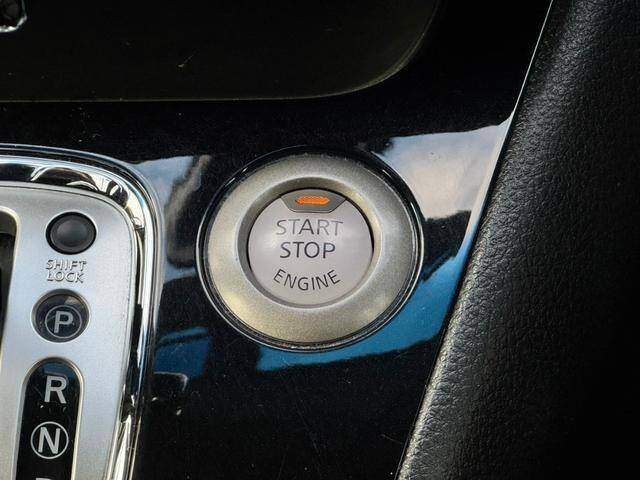 START
STOP
ENGINE
SHIFT
LOCK
P
R
N